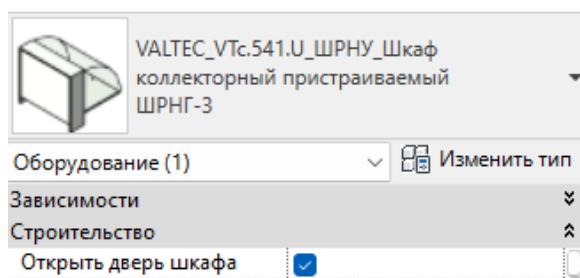 VALTEC_VTc.541.U_ШРНУ_Шкаф
коллекторный пристраиваемый
ШРНГ-3
Оборудование (1)
Изменить тип
Зависимости
Строительство
Открыть дверь шкафа